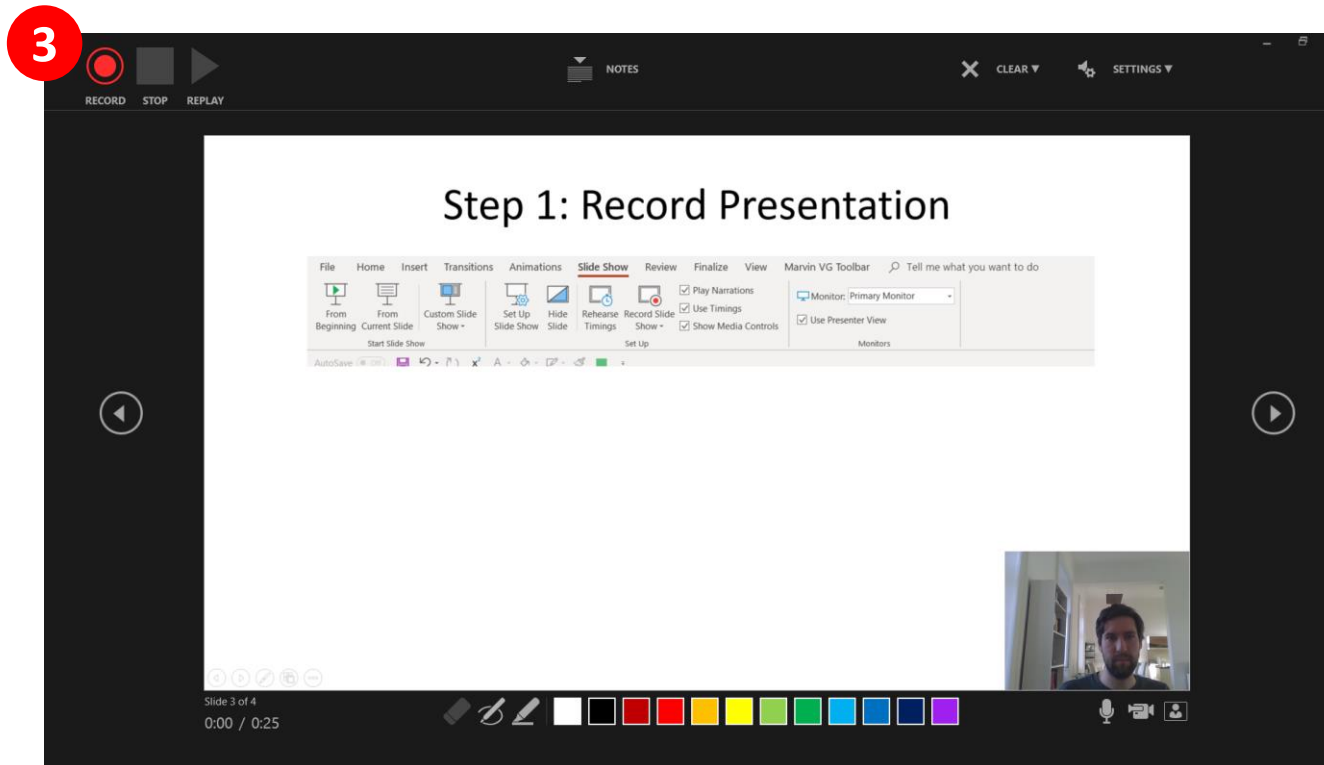 3
NOTES
CLEAR ▼
SETTINGS ▼
RECORD STOP REPLAY
Step 1: Record Presentation
File Home Insert Transitions Animations Slide Show Review Finalize View Marvin VG Toolbar Tell me what you want to do
Play Narrations
Monitor: Primary Monitor
From From Custom Slide Set Up Hide Rehearse Record Slide Use Timings
Use Presenter View
Beginning Current Slide Show Slide Show Slide Timings Show Show Media Controls
Start Slide Show Set Up Monitors
AutoSave Off x² A
Slide 3 of 4
0:00 / 0:25